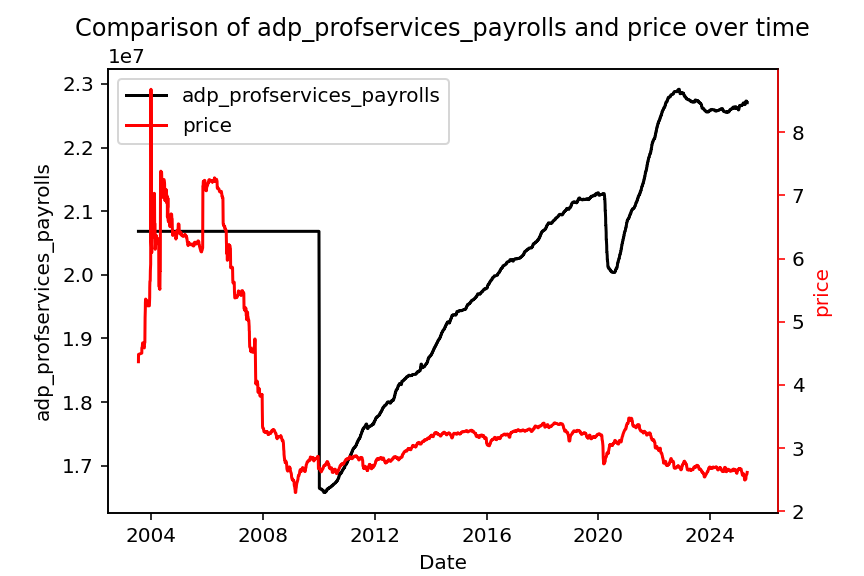 Comparison of adp_profservices_payrolls and price over time
1e7
adp_profservices_payrolls
price
2.3
2.2
2.1
2.0
1.9
1.8
1.7
adp_profservices_payrolls
8
7
6
5
4
3
2
price
2004 2008 2012 2016 2020 2024
Date